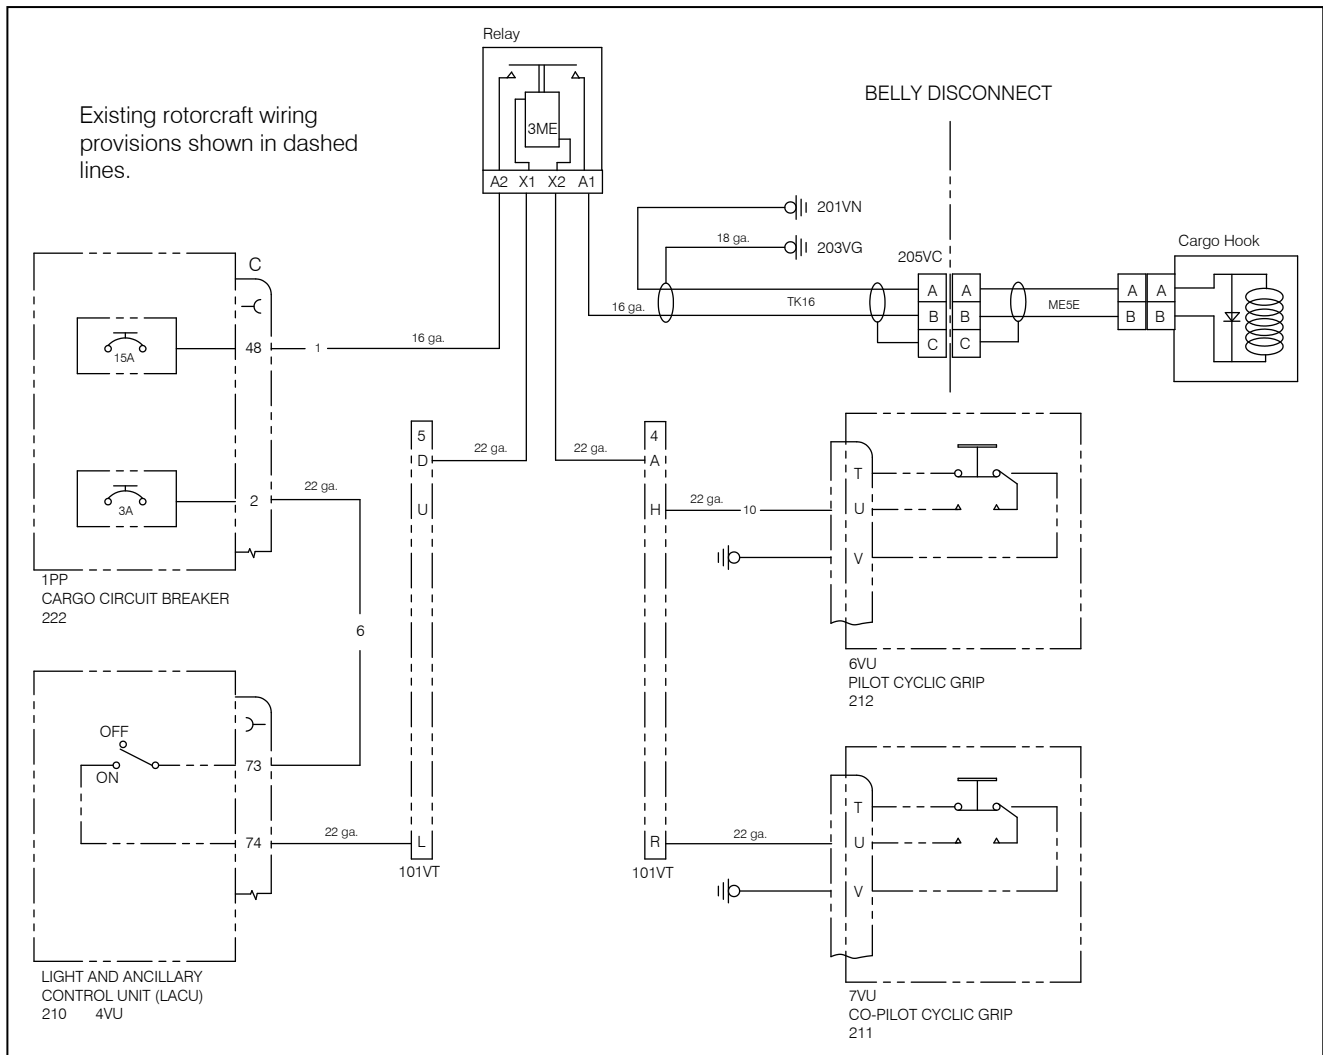 Relay
Existing rotorcraft wiring
provisions shown in dashed
lines.
3ME
A2 X1 X2 A1
BELLY DISCONNECT
201VN
18 ga.
203VG
205VC
Cargo Hook
A A A A
16 ga. TK16 B B ME5E B B
C C
C
15A
48 1 16 ga.
5
D 22 ga. 22 ga.
4
A
U
3A
2 22 ga.
H 22 ga. 10
T
U
V
1PP
CARGO CIRCUIT BREAKER
222
6
6VU
PILOT CYCLIC GRIP
212
OFF
ON
73
74 22 ga. L
101VT
R 22 ga.
101VT
T
U
V
LIGHT AND ANCILLARY
CONTROL UNIT (LACU)
210 4VU
7VU
CO-PILOT CYCLIC GRIP
211